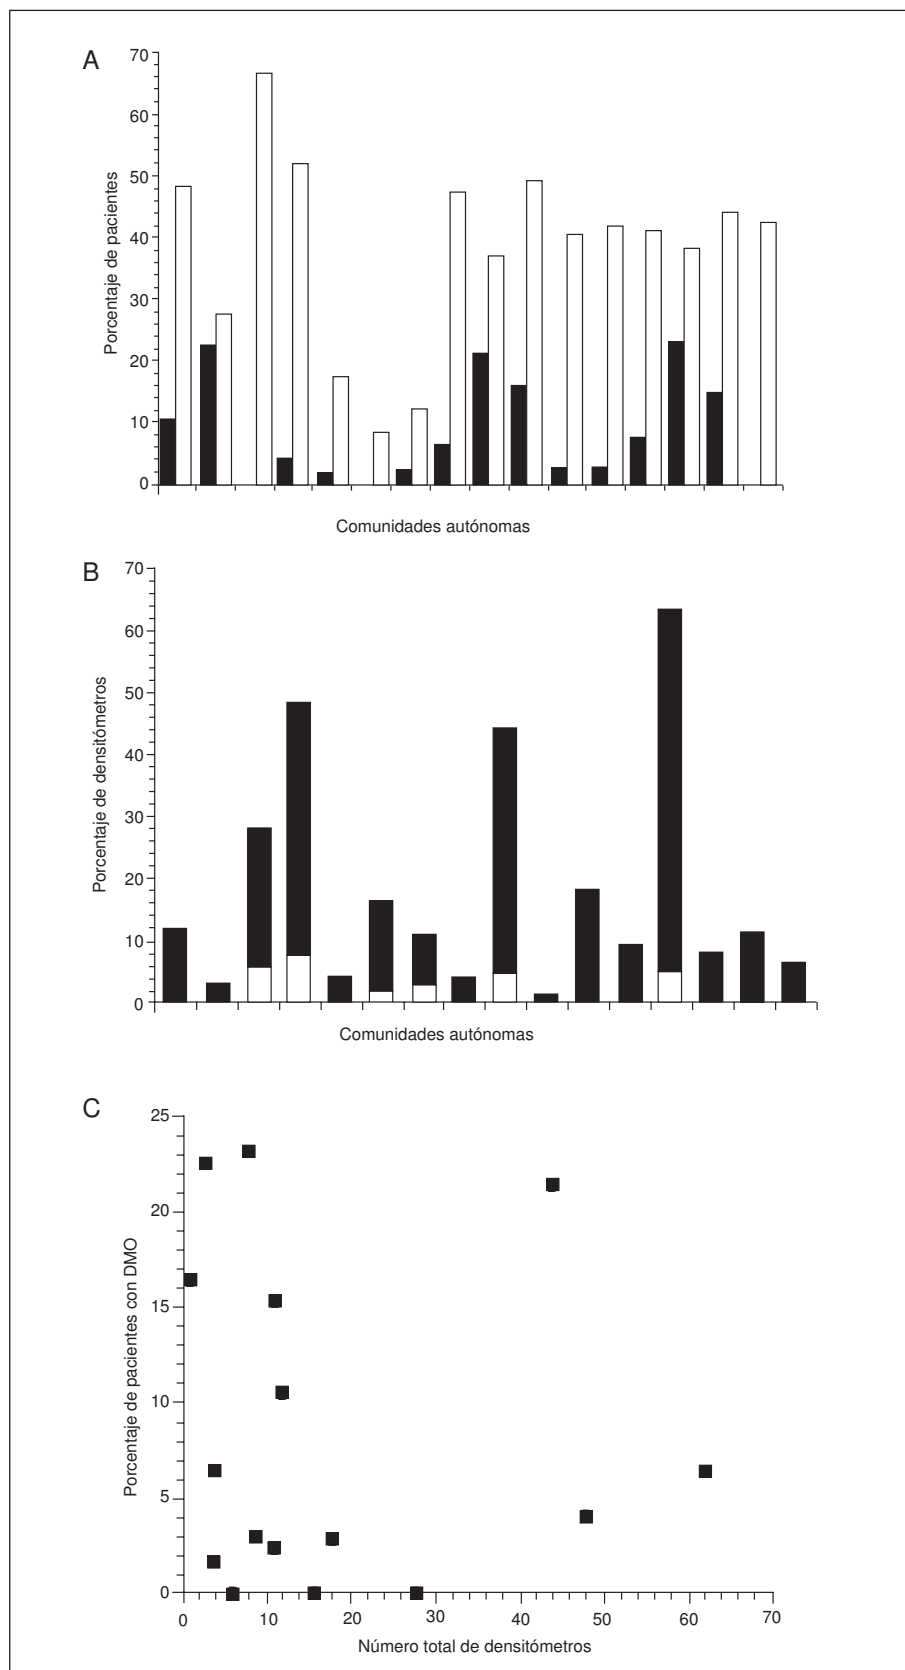 A
70
60
50
40
30
20
10
0
Porcentaje de pacientes
Comunidades autónomas
B
70
60
50
40
30
20
10
0
Porcentaje de densitómetros
Comunidades autónomas
C
25
20
15
10
5
0
Porcentaje de pacientes con DMO
0 10 20 30 40 50 60 70
Número total de densitómetros